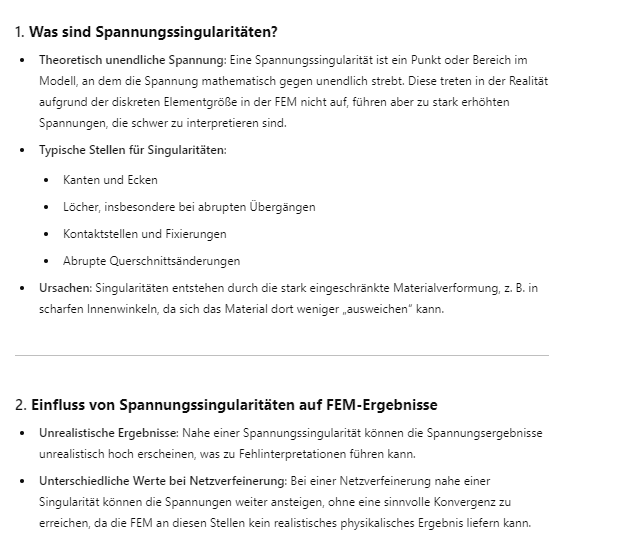 1. Was sind Spannungssingularitäten?
• Theoretisch unendliche Spannung: Eine Spannungssingularität ist ein Punkt oder Bereich im
Modell, an dem die Spannung mathematisch gegen unendlich strebt. Diese treten in der Realität
aufgrund der diskreten Elementgröße in der FEM nicht auf, führen aber zu stark erhöhten
Spannungen, die schwer zu interpretieren sind.
• Typische Stellen für Singularitäten:
• Kanten und Ecken
• Löcher, insbesondere bei abrupten Übergängen
• Kontaktstellen und Fixierungen
• Abrupte Querschnittsänderungen
• Ursachen: Singularitäten entstehen durch die stark eingeschränkte Materialverformung, z. B. in
scharfen Innenwinkeln, da sich das Material dort weniger „ausweichen“ kann.
2. Einfluss von Spannungssingularitäten auf FEM-Ergebnisse
• Unrealistische Ergebnisse: Nahe einer Spannungssingularität können die Spannungsergebnisse
unrealistisch hoch erscheinen, was zu Fehlinterpretationen führen kann.
• Unterschiedliche Werte bei Netzverfeinerung: Bei einer Netzverfeinerung nahe einer
Singularität können die Spannungen weiter ansteigen, ohne eine sinnvolle Konvergenz zu
erreichen, da die FEM an diesen Stellen kein realistisches physikalisches Ergebnis liefern kann.